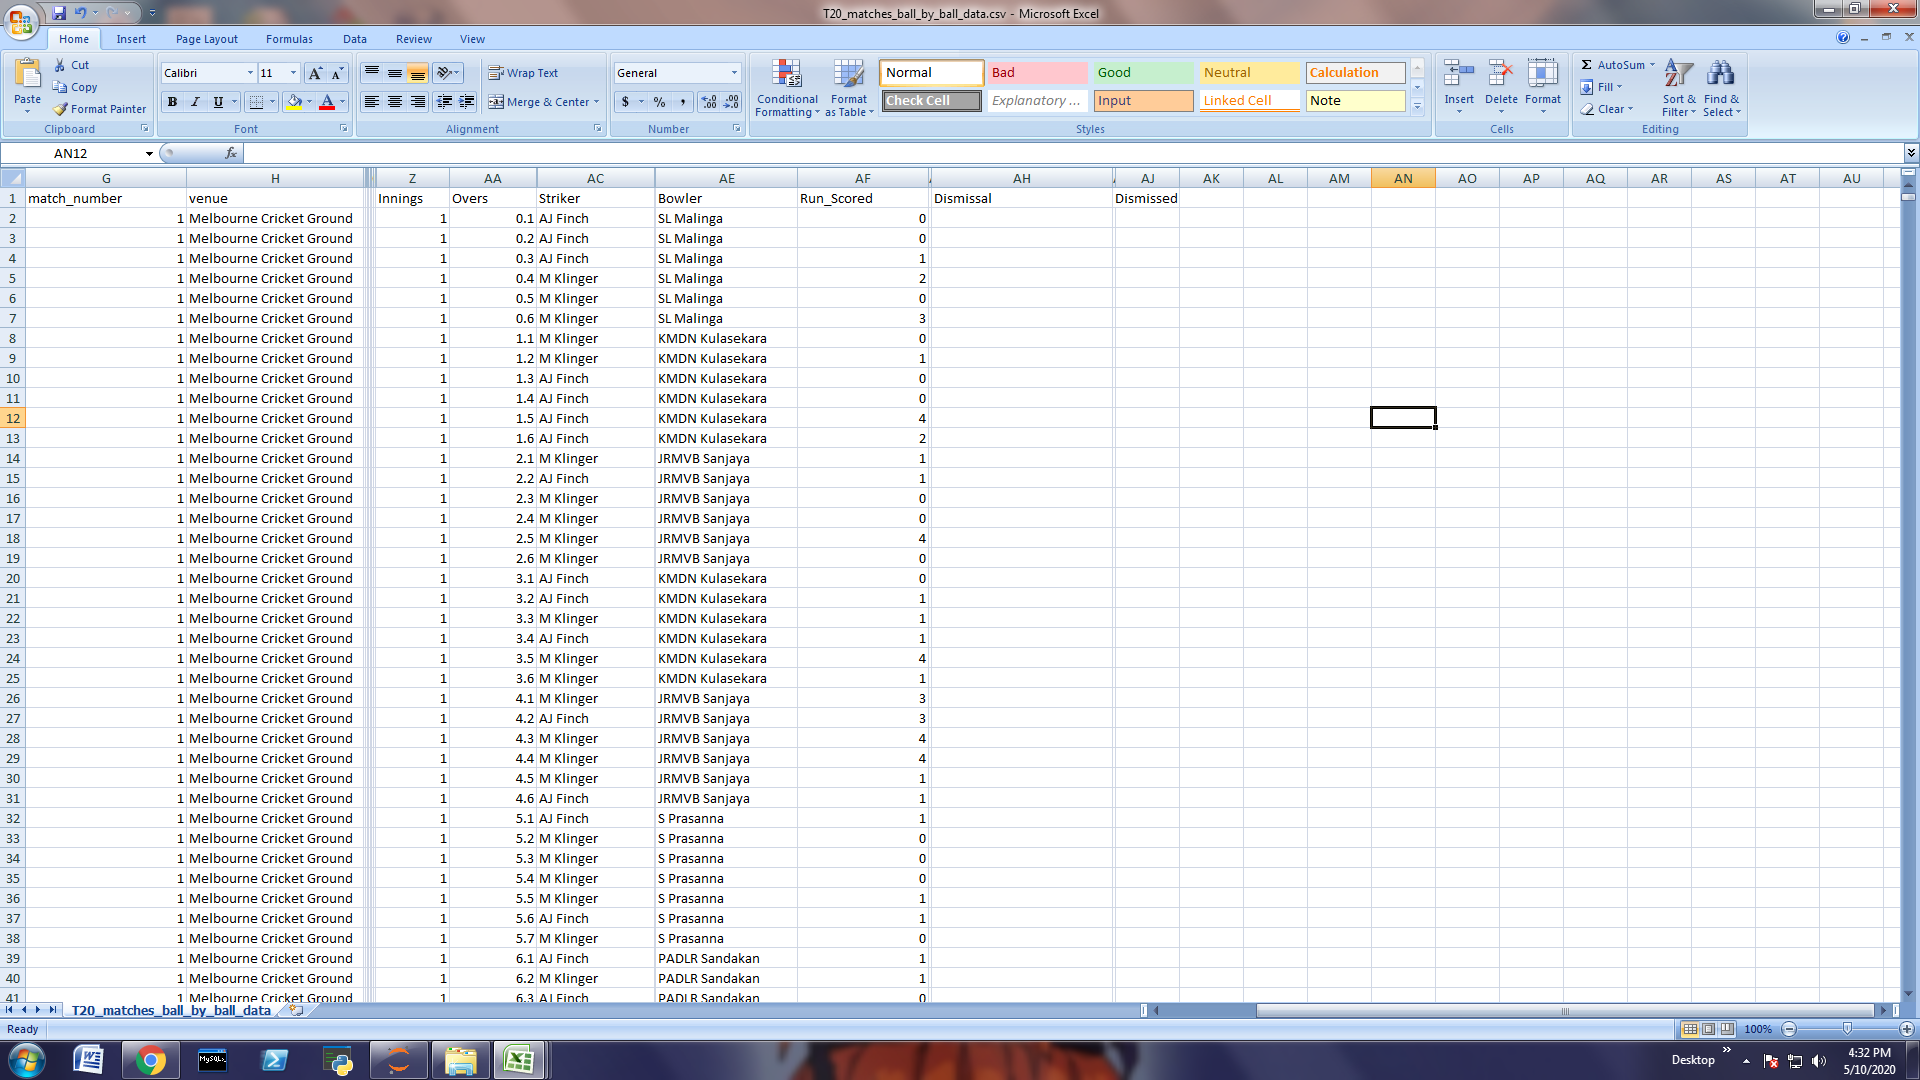 T20_matches_ball_by_ball_data.csv - Microsoft Excel
Home Insert Page Layout Formulas Data Review View
Paste Cut Copy Format Painter Clipboard
Calibri 11 B I U A A A Font
Wrap Text Merge & Center Alignment
General $ % , Number
Conditional Formatting Format as Table
Normal Bad Good Neutral Calculation
Check Cell Explanatory ... Input Linked Cell Note
Styles
Insert Delete Format Cells
Σ AutoSum Fill Clear Sort & Filter Find & Select Editing
AN12 fx
G H Z AA AC AE AF AH AJ AK AL AM AN AO AP AQ AR AS AT AU
1 match_number venue Innings Overs Striker Bowler Run_Scored Dismissal Dismissed
2 1 Melbourne Cricket Ground 1 0.1 AJ Finch SL Malinga 0
3 1 Melbourne Cricket Ground 1 0.2 AJ Finch SL Malinga 0
4 1 Melbourne Cricket Ground 1 0.3 AJ Finch SL Malinga 1
5 1 Melbourne Cricket Ground 1 0.4 M Klinger SL Malinga 2
6 1 Melbourne Cricket Ground 1 0.5 M Klinger SL Malinga 0
7 1 Melbourne Cricket Ground 1 0.6 M Klinger SL Malinga 3
8 1 Melbourne Cricket Ground 1 1.1 M Klinger KMDN Kulasekara 0
9 1 Melbourne Cricket Ground 1 1.2 M Klinger KMDN Kulasekara 1
10 1 Melbourne Cricket Ground 1 1.3 AJ Finch KMDN Kulasekara 0
11 1 Melbourne Cricket Ground 1 1.4 AJ Finch KMDN Kulasekara 0
12 1 Melbourne Cricket Ground 1 1.5 AJ Finch KMDN Kulasekara 4
13 1 Melbourne Cricket Ground 1 1.6 AJ Finch KMDN Kulasekara 2
14 1 Melbourne Cricket Ground 1 2.1 M Klinger JRMVB Sanjaya 1
15 1 Melbourne Cricket Ground 1 2.2 AJ Finch JRMVB Sanjaya 1
16 1 Melbourne Cricket Ground 1 2.3 M Klinger JRMVB Sanjaya 0
17 1 Melbourne Cricket Ground 1 2.4 M Klinger JRMVB Sanjaya 0
18 1 Melbourne Cricket Ground 1 2.5 M Klinger JRMVB Sanjaya 4
19 1 Melbourne Cricket Ground 1 2.6 M Klinger JRMVB Sanjaya 0
20 1 Melbourne Cricket Ground 1 3.1 AJ Finch KMDN Kulasekara 0
21 1 Melbourne Cricket Ground 1 3.2 AJ Finch KMDN Kulasekara 1
22 1 Melbourne Cricket Ground 1 3.3 M Klinger KMDN Kulasekara 1
23 1 Melbourne Cricket Ground 1 3.4 AJ Finch KMDN Kulasekara 1
24 1 Melbourne Cricket Ground 1 3.5 M Klinger KMDN Kulasekara 4
25 1 Melbourne Cricket Ground 1 3.6 M Klinger KMDN Kulasekara 1
26 1 Melbourne Cricket Ground 1 4.1 M Klinger JRMVB Sanjaya 3
27 1 Melbourne Cricket Ground 1 4.2 AJ Finch JRMVB Sanjaya 3
28 1 Melbourne Cricket Ground 1 4.3 M Klinger JRMVB Sanjaya 4
29 1 Melbourne Cricket Ground 1 4.4 M Klinger JRMVB Sanjaya 4
30 1 Melbourne Cricket Ground 1 4.5 M Klinger JRMVB Sanjaya 1
31 1 Melbourne Cricket Ground 1 4.6 AJ Finch JRMVB Sanjaya 1
32 1 Melbourne Cricket Ground 1 5.1 AJ Finch S Prasanna 1
33 1 Melbourne Cricket Ground 1 5.2 M Klinger S Prasanna 0
34 1 Melbourne Cricket Ground 1 5.3 M Klinger S Prasanna 0
35 1 Melbourne Cricket Ground 1 5.4 M Klinger S Prasanna 0
36 1 Melbourne Cricket Ground 1 5.5 M Klinger S Prasanna 1
37 1 Melbourne Cricket Ground 1 5.6 AJ Finch S Prasanna 1
38 1 Melbourne Cricket Ground 1 5.7 M Klinger S Prasanna 0
39 1 Melbourne Cricket Ground 1 6.1 AJ Finch PADLR Sandakan 1
40 1 Melbourne Cricket Ground 1 6.2 M Klinger PADLR Sandakan 1
41 1 Melbourne Cricket Ground 1 6.3 AJ Finch PADLR Sandakan 0
T20_matches_ball_by_ball_data
Ready 100%
MySQL
Desktop 4:32 PM
5/10/2020